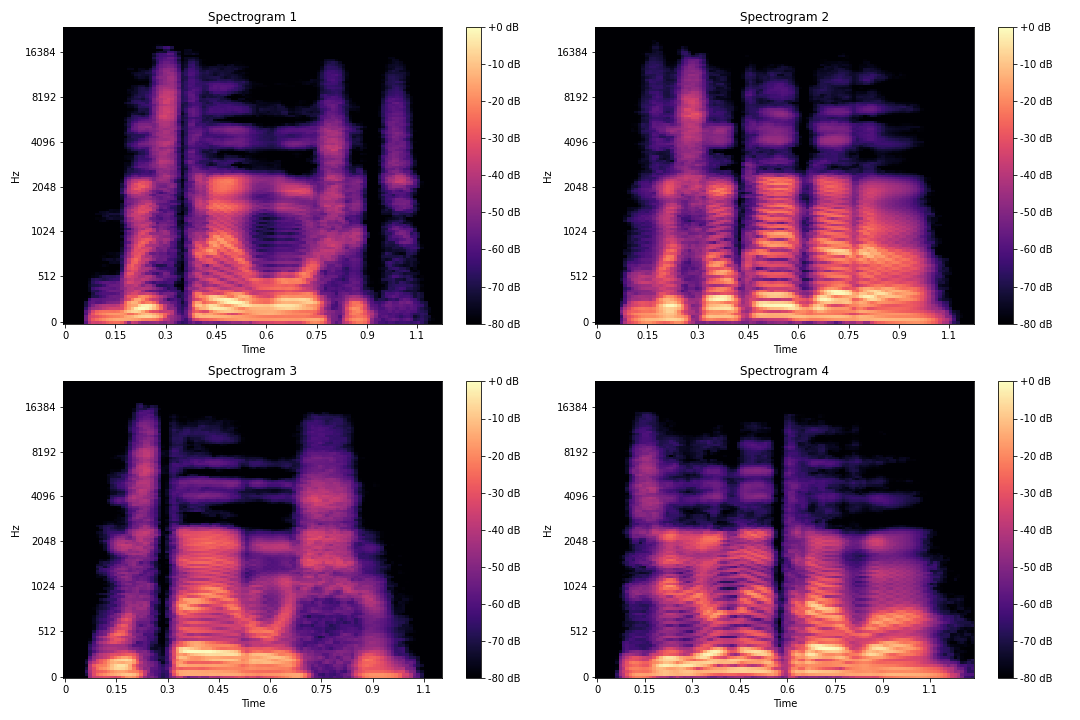 Spectrogram 1
16384
8192
4096
2048
1024
512
0
Hz
0 0.15 0.3 0.45 0.6 0.75 0.9 1.1
Time
+0 dB
-10 dB
-20 dB
-30 dB
-40 dB
-50 dB
-60 dB
-70 dB
-80 dB
Spectrogram 2
16384
8192
4096
2048
1024
512
0
Hz
0 0.15 0.3 0.45 0.6 0.75 0.9 1.1
Time
+0 dB
-10 dB
-20 dB
-30 dB
-40 dB
-50 dB
-60 dB
-70 dB
-80 dB
Spectrogram 3
16384
8192
4096
2048
1024
512
0
Hz
0 0.15 0.3 0.45 0.6 0.75 0.9 1.1
Time
+0 dB
-10 dB
-20 dB
-30 dB
-40 dB
-50 dB
-60 dB
-70 dB
-80 dB
Spectrogram 4
16384
8192
4096
2048
1024
512
0
Hz
0 0.15 0.3 0.45 0.6 0.75 0.9 1.1
Time
+0 dB
-10 dB
-20 dB
-30 dB
-40 dB
-50 dB
-60 dB
-70 dB
-80 dB